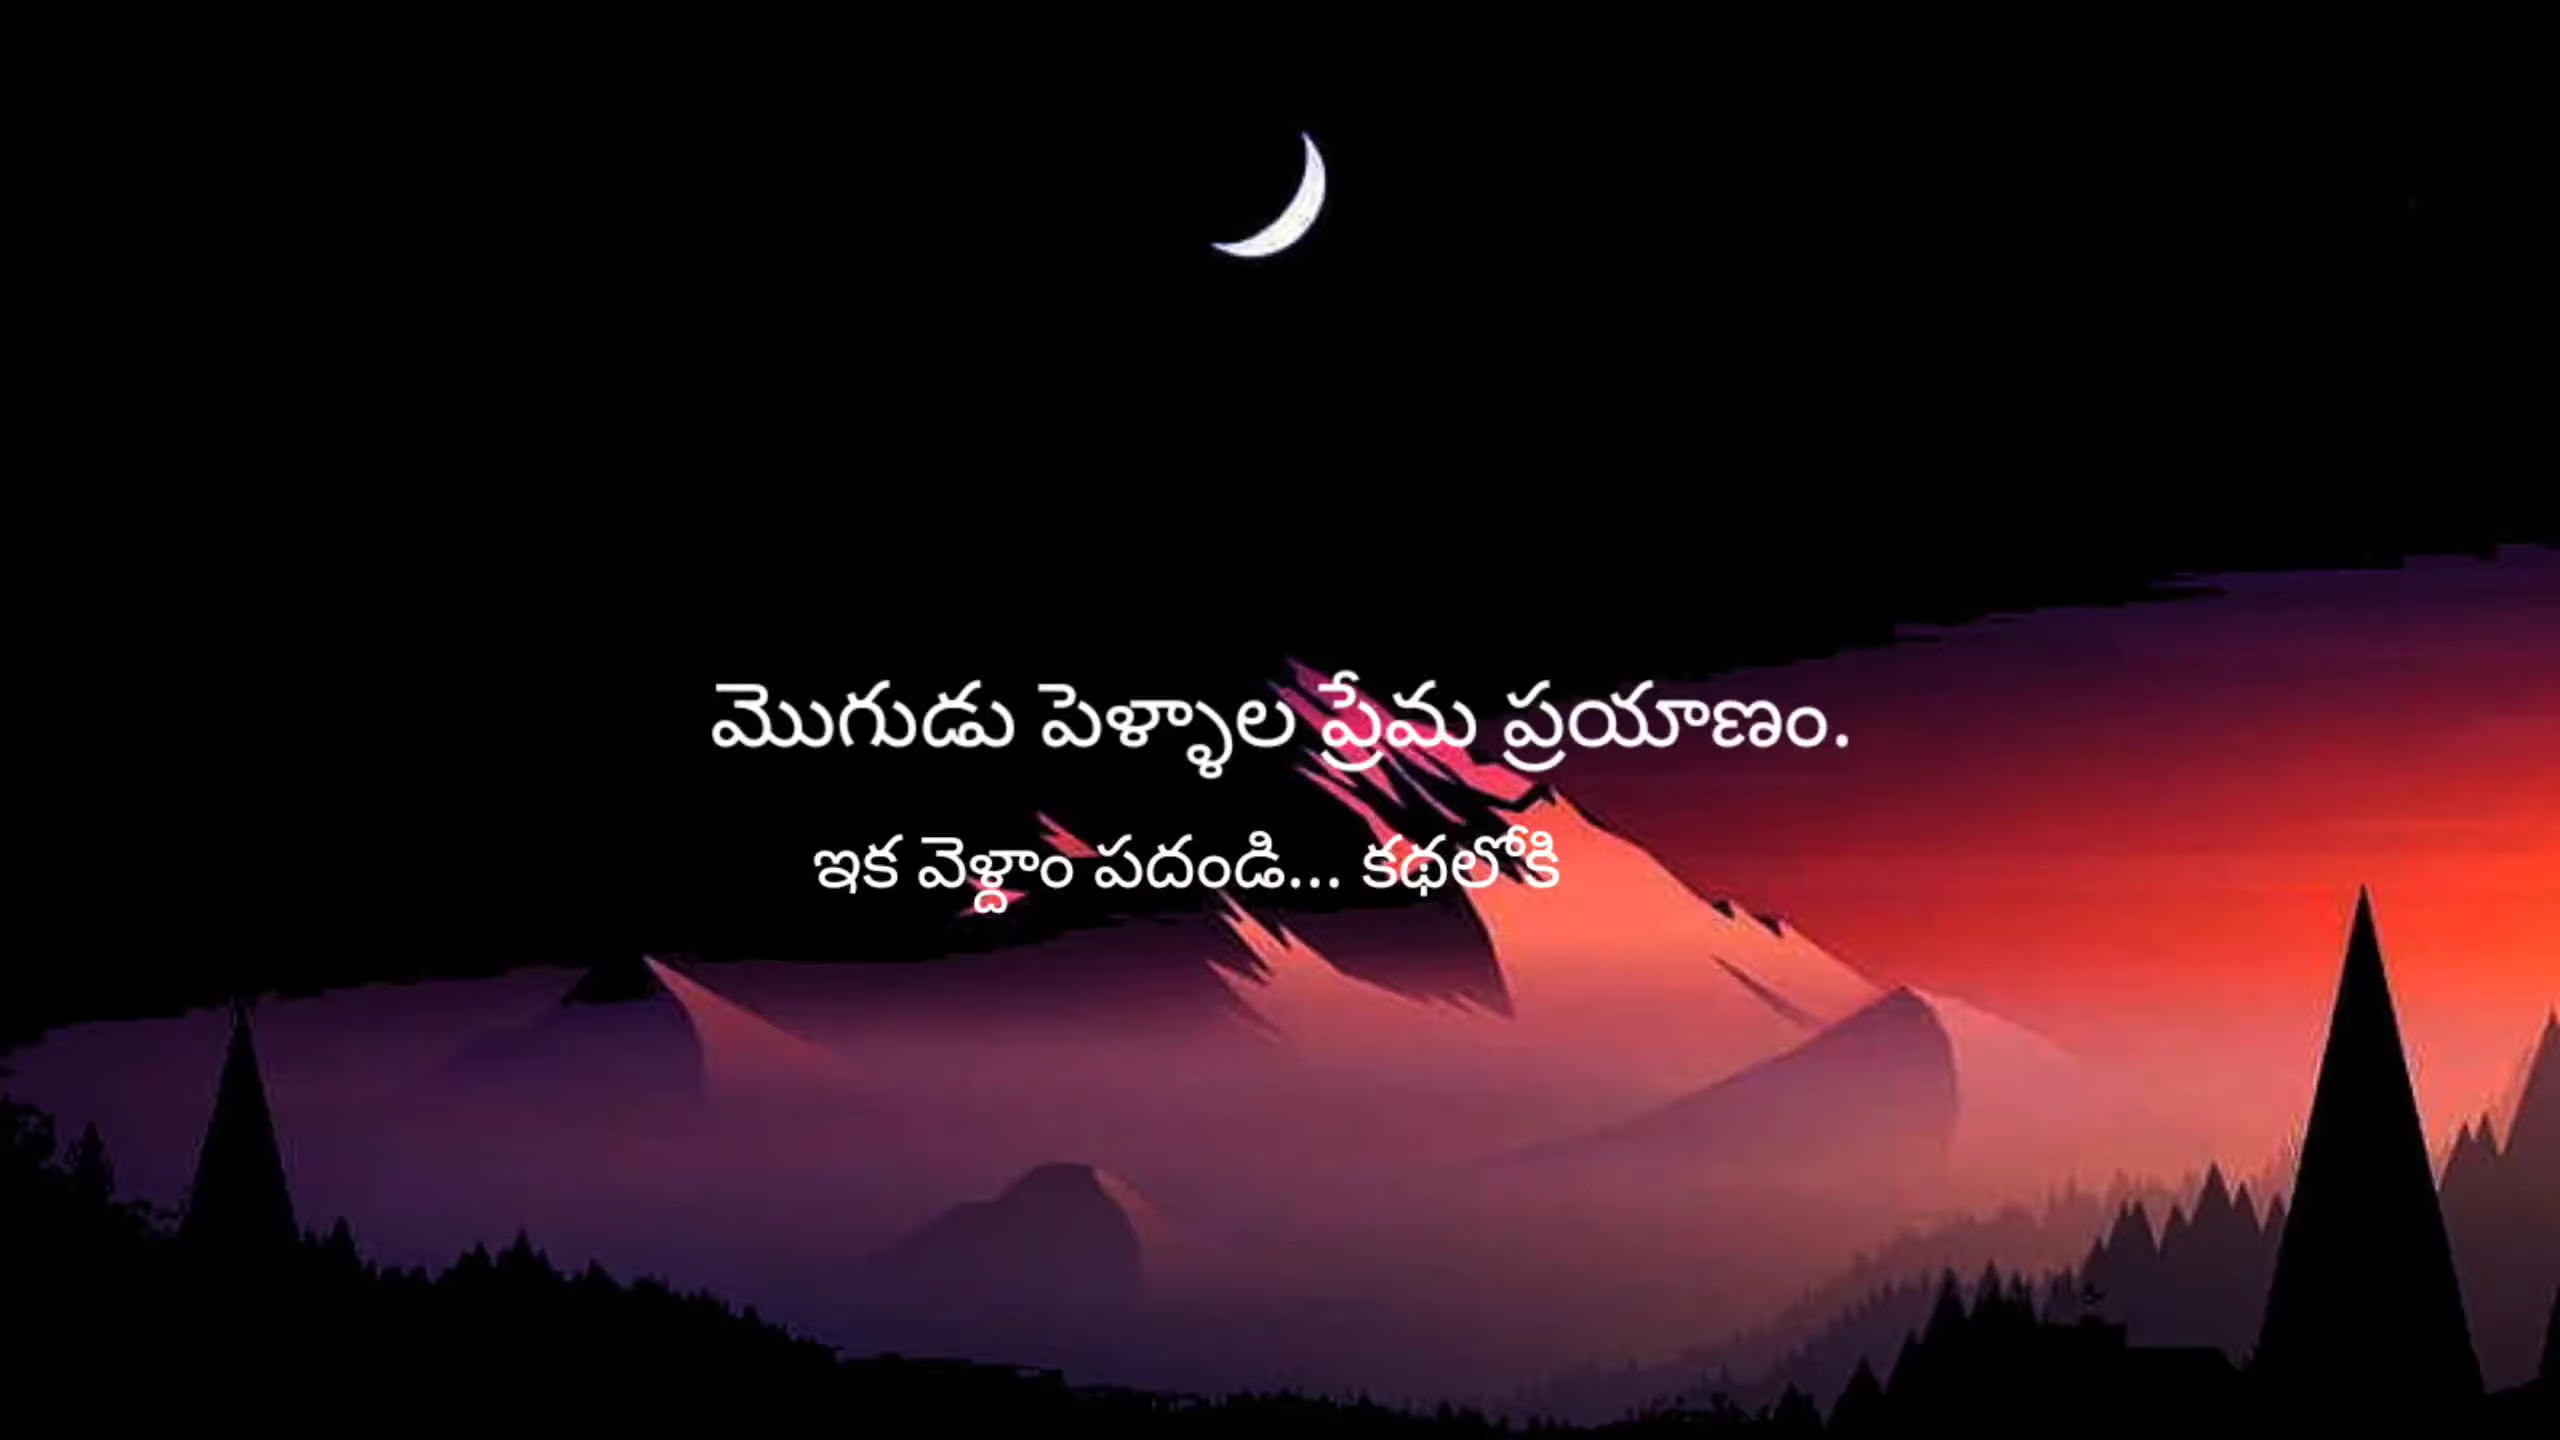 మొగుడు పెళ్ళాల ప్రేమ ప్రయాణం.
ఇక వెళ్దాం పదండి... కథలోకి